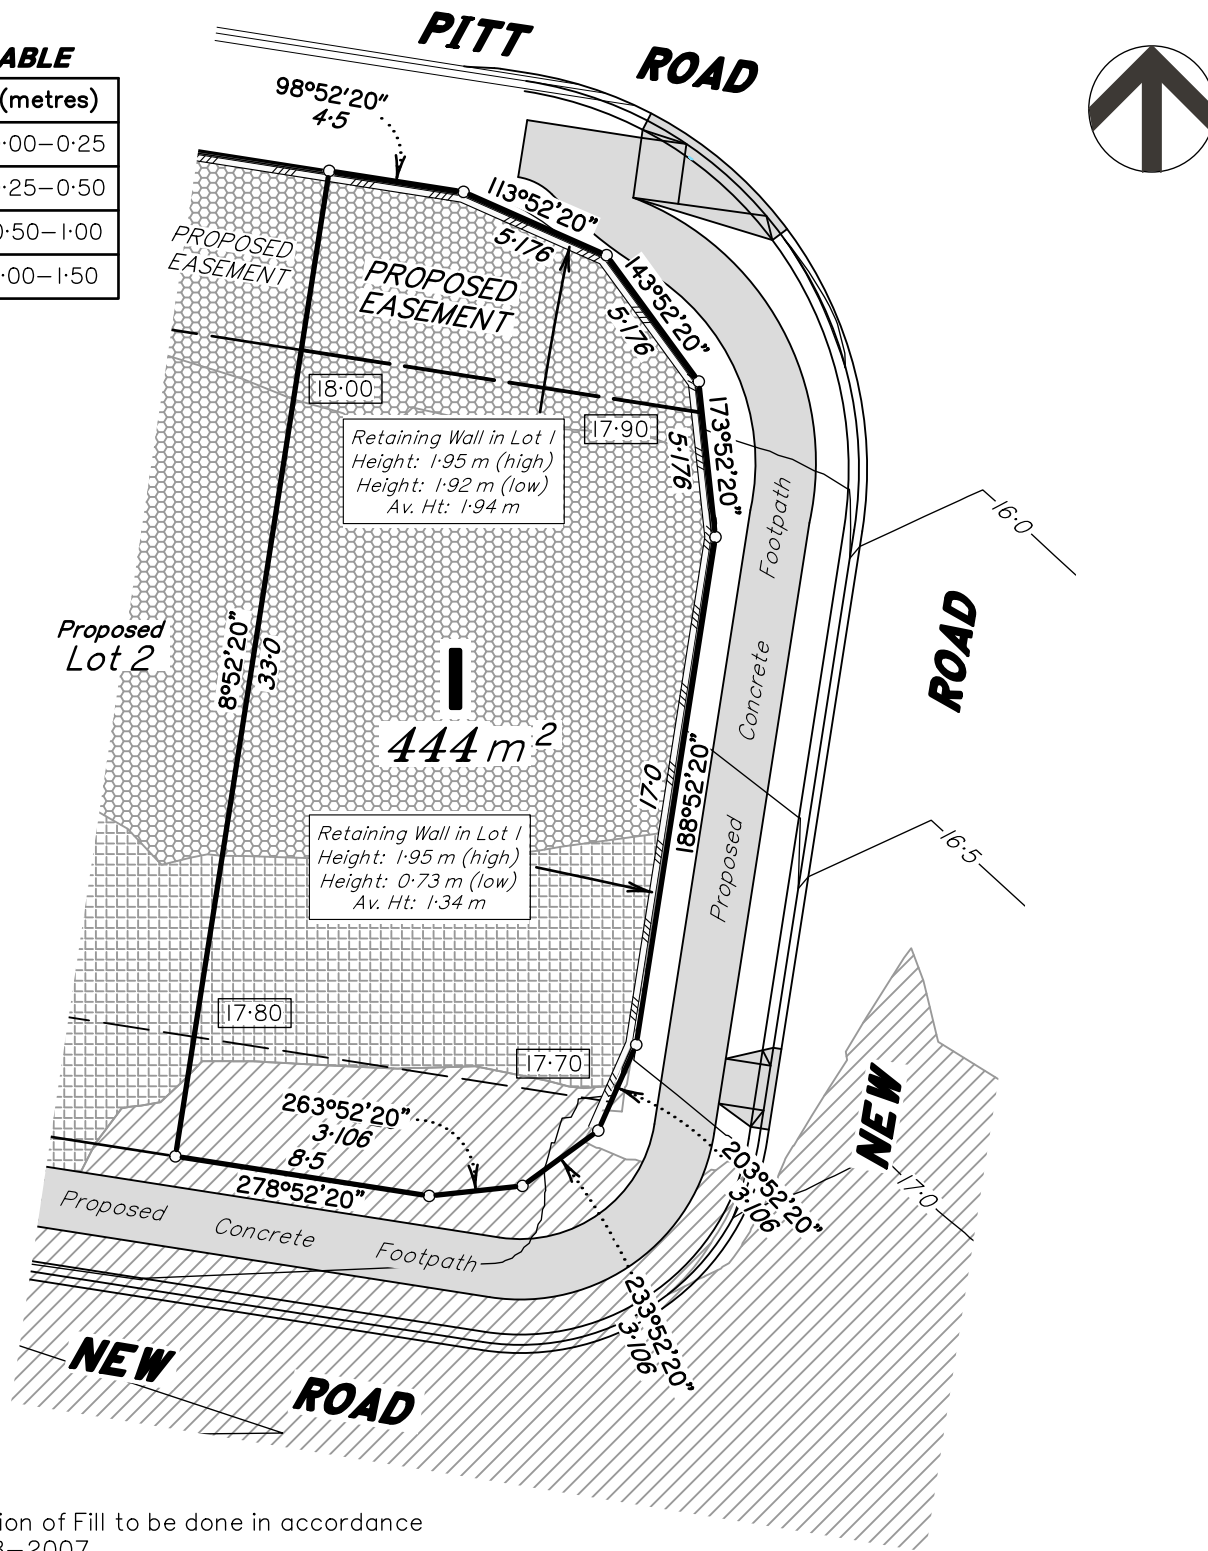 PITT ROAD
ABLE
(metres)
·00–0·25
·25–0·50
0·50–1·00
·00–1·50
98°52'20"
4·5
113°52'20"
5·176
143°52'20"
5·176
173°52'20"
5·176
PROPOSED
EASEMENT
PROPOSED
EASEMENT
18·00
17·90
Retaining Wall in Lot 1
Height: 1·95 m (high)
Height: 1·92 m (low)
Av. Ht: 1·94 m
16·0
Proposed
Lot 2
8°52'20"
33·0
1
444 m²
17·0
188°52'20"
Proposed Concrete Footpath
NEW ROAD
16·5
Retaining Wall in Lot 1
Height: 1·95 m (high)
Height: 0·73 m (low)
Av. Ht: 1·34 m
17·80
17·70
263°52'20"
3·106
8·5
278°52'20"
203°52'20"
3·106
17·0
233°52'20"
3·106
Proposed Concrete Footpath
NEW ROAD
ion of Fill to be done in accordance
8–2007